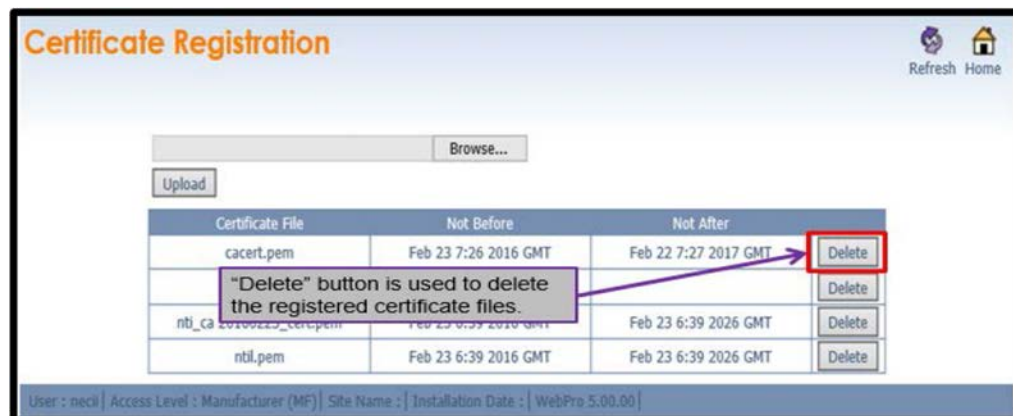 Certificate Registration
Refresh Home
Browse...
Upload
Certificate File Not Before Not After
cacert.pem Feb 23 7:26 2016 GMT Feb 22 7:27 2017 GMT Delete
"Delete" button is used to delete
the registered certificate files.
Delete
nti_ca Feb 23 6:39 2026 GMT Delete
ntil.pem Feb 23 6:39 2016 GMT Feb 23 6:39 2026 GMT Delete
User : necii| Access Level : Manufacturer (MF)| Site Name :| Installation Date :| WebPro 5.00.00|